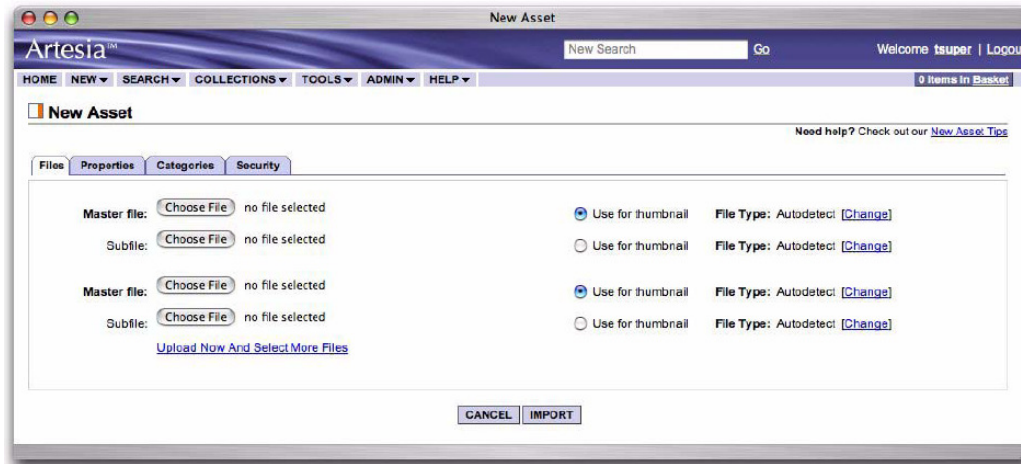 New Asset
Artesia™ New Search Go Welcome tsuper | Logou
HOME NEW SEARCH COLLECTIONS TOOLS ADMIN HELP 0 Items In Basket
New Asset
Need help? Check out our New Asset Tips
Files Properties Categories Security
Master file: Choose File no file selected Use for thumbnail File Type: Autodetect [Change]
Subfile: Choose File no file selected Use for thumbnail File Type: Autodetect [Change]
Master file: Choose File no file selected Use for thumbnail File Type: Autodetect [Change]
Subfile: Choose File no file selected Use for thumbnail File Type: Autodetect [Change]
Upload Now And Select More Files
CANCEL IMPORT